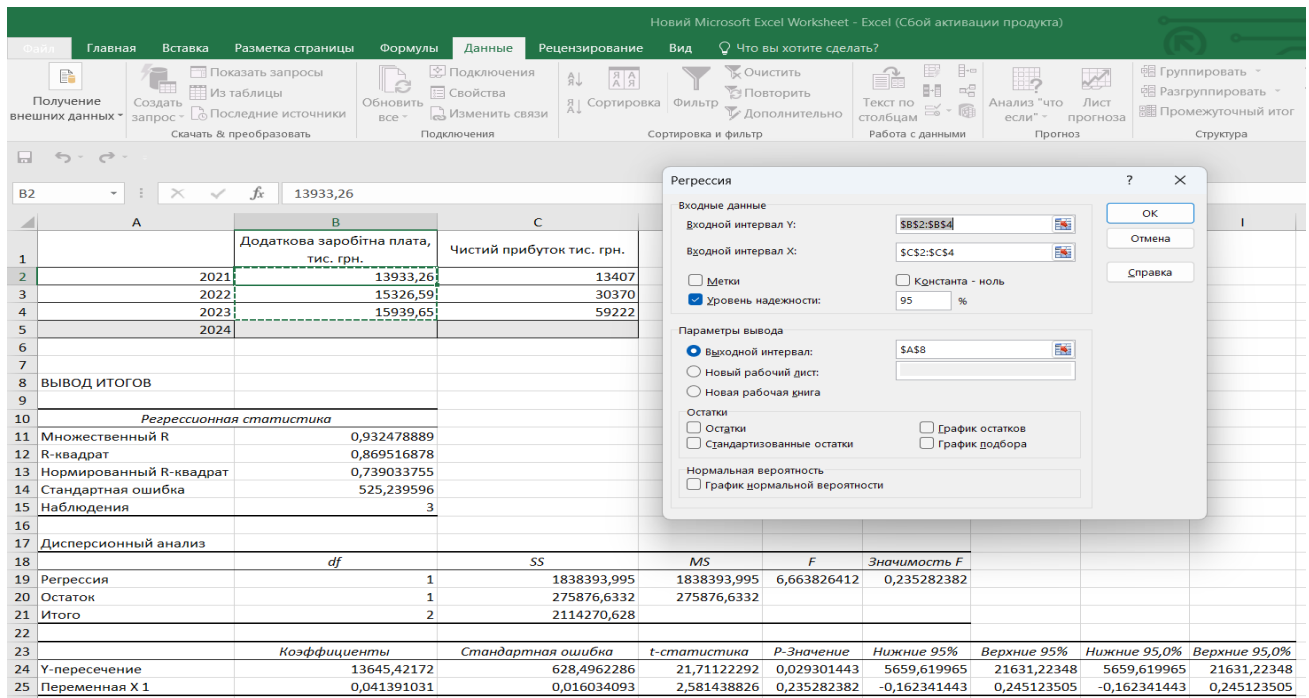 Новий Microsoft Excel Worksheet - Excel (Сбой активации продукта)
Файл Главная Вставка Разметка страницы Формулы Данные Рецензирование Вид Что вы хотите сделать?
Получение внешних данных
Создать запрос
Показать запросы
Из таблицы
Последние источники
Скачать & преобразовать
Обновить все
Подключения
Свойства
Изменить связи
Подключения
Сортировка
Фильтр
Очистить
Повторить
Дополнительно
Сортировка и фильтр
Текст по столбцам
Работа с данными
Анализ "что если"
Лист прогноза
Прогноз
Группировать
Разгруппировать
Промежуточный итог
Структура
B2 fx 13933,26
A B C I
1 Додаткова заробітна плата, тис. грн. Чистий прибуток тис. грн.
2 2021 13933,26 13407
3 2022 15326,59 30370
4 2023 15939,65 59222
5 2024
6
7
8 ВЫВОД ИТОГОВ
9
10 Регрессионная статистика
11 Множественный R 0,932478889
12 R-квадрат 0,869516878
13 Нормированный R-квадрат 0,739033755
14 Стандартная ошибка 525,239596
15 Наблюдения 3
16
17 Дисперсионный анализ
18 df SS MS F Значимость F
19 Регрессия 1 1838393,995 1838393,995 6,663826412 0,235282382
20 Остаток 1 275876,6332 275876,6332
21 Итого 2 2114270,628
22
23 Коэффициенты Стандартная ошибка t-статистика P-Значение Нижние 95% Верхние 95% Нижние 95,0% Верхние 95,0%
24 Y-пересечение 13645,42172 628,4962286 21,71122292 0,029301443 5659,619965 21631,22348 5659,619965 21631,22348
25 Переменная X 1 0,041391031 0,016034093 2,581438826 0,235282382 -0,162341443 0,245123505 -0,162341443 0,245123505
Регрессия ?
Входные данные
Входной интервал Y: $B$2:$B$4
Входной интервал X: $C$2:$C$4
Метки Константа - ноль
Уровень надежности: 95 %
Параметры вывода
Выходной интервал: $A$8
Новый рабочий лист:
Новая рабочая книга
Остатки
Остатки График остатков
Стандартизованные остатки График подбора
Нормальная вероятность
График нормальной вероятности
ОК
Отмена
Справка